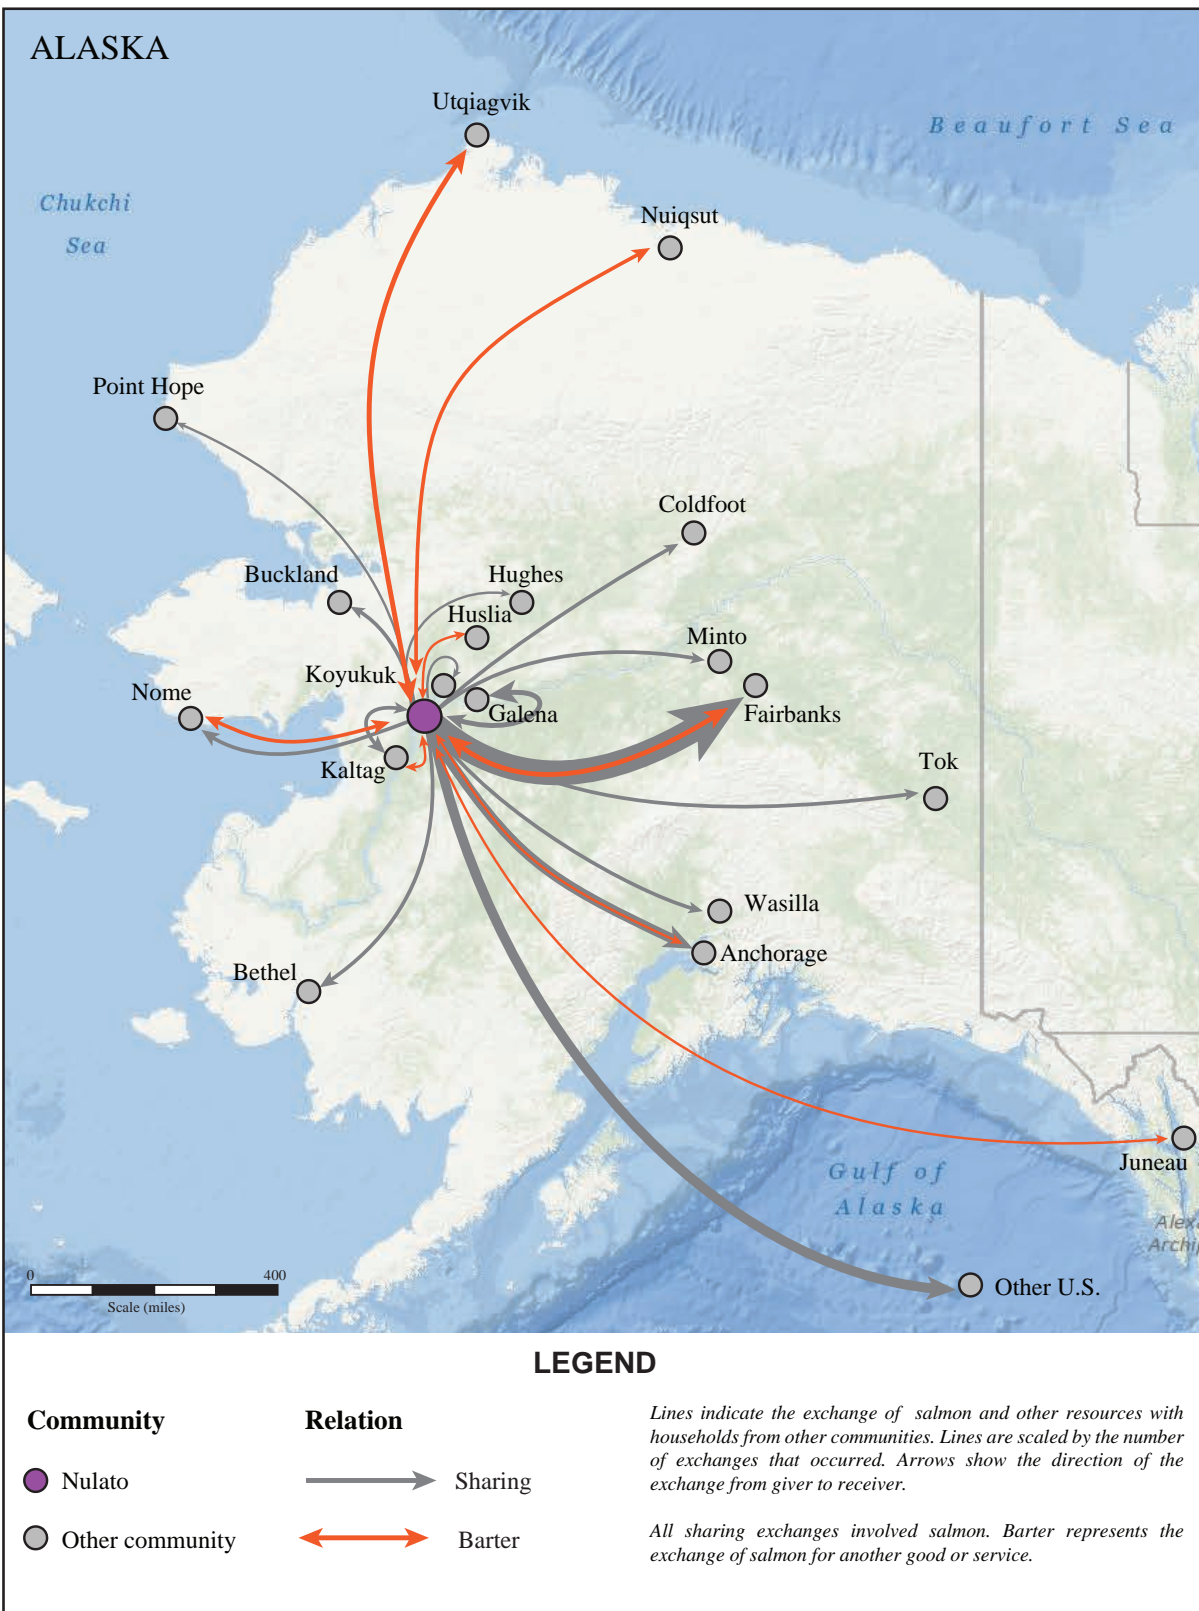 ALASKA
Utqiagvik
Beaufort Sea
Chukchi
Sea
Nuiqsut
Point Hope
Coldfoot
Buckland
Hughes
Huslia
Minto
Koyukuk
Nome
Galena
Fairbanks
Kaltag
Tok
Wasilla
Anchorage
Bethel
Juneau
Gulf of
Alaska
Other U.S.
0 400
Scale (miles)
LEGEND
Community
Nulato
Other community
Relation
Sharing
Barter
Lines indicate the exchange of salmon and other resources with
households from other communities. Lines are scaled by the number
of exchanges that occurred. Arrows show the direction of the
exchange from giver to receiver.
All sharing exchanges involved salmon. Barter represents the
exchange of salmon for another good or service.